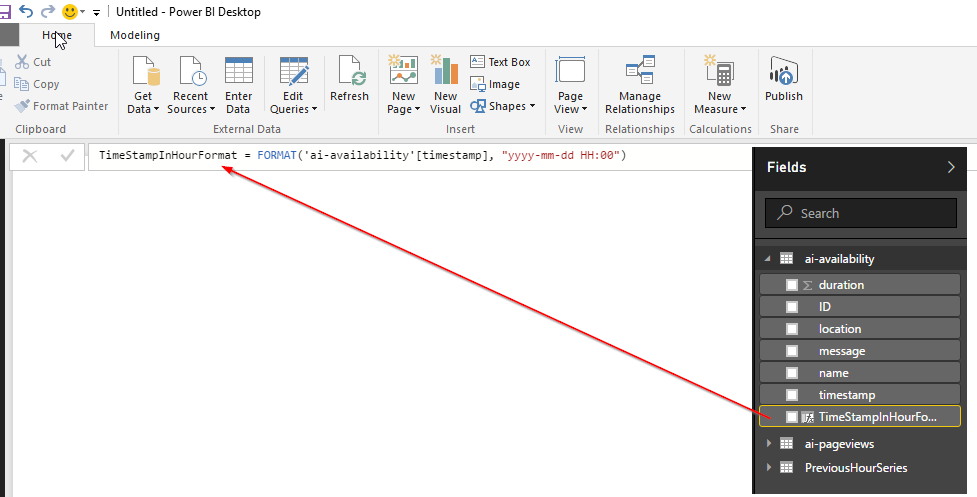 Untitled - Power BI Desktop
Home
Modeling
Cut
Copy
Format Painter
Clipboard
Get Data
Recent Sources
Enter Data
Edit Queries
Refresh
External Data
New Page
New Visual
Text Box
Image
Shapes
Insert
Page View
View
Manage Relationships
Relationships
New Measure
Calculations
Publish
Share
TimeStampInHourFormat = FORMAT('ai-availability'[timestamp], "yyyy-mm-dd HH:00")
Fields
Search
ai-availability
duration
ID
location
message
name
timestamp
TimeStampInHourFo...
ai-pageviews
PreviousHourSeries